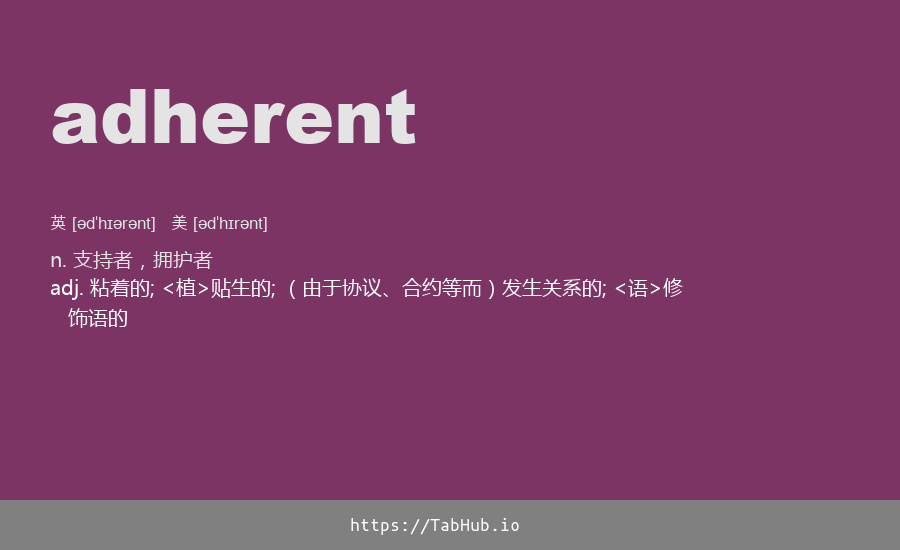 adherent
英 [əd'hɪərənt] 美 [əd'hɪrənt]
n. 支持者，拥护者
adj. 粘着的; <植>贴生的; （由于协议、合约等而）发生关系的; <语>修
饰语的
https://TabHub.io